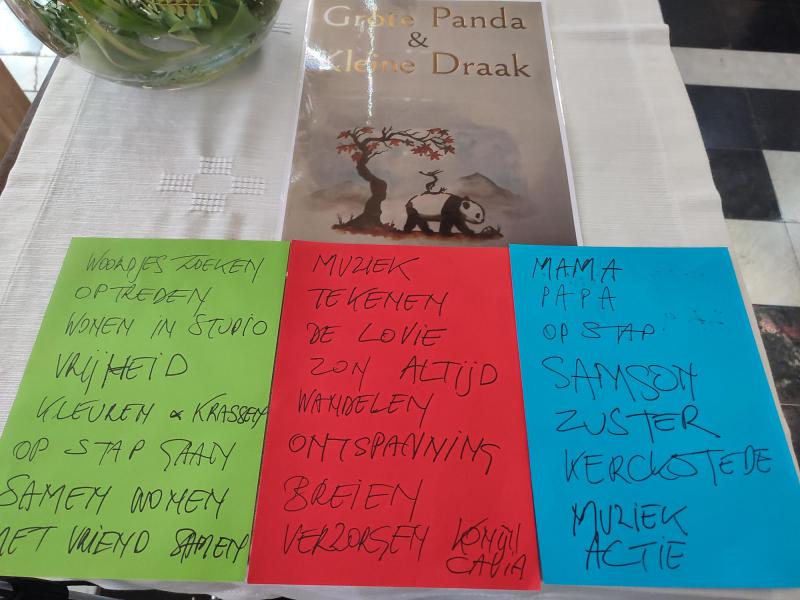 Grote Panda
&
Kleine Draak
WOORDJES ZOEKEN
OPTREDEN
WONEN IN STUDIO
VRIJHEID
KLEUREN & KRASSEN
OP STAP GAAN
SAMEN WONEN
MET VRIEND SAMEN
MUZIEK
TEKENEN
DE LOVIE
ZON ALTIJD
WANDELEN
ONTSPANNING
BREIEN
VERZORGEN KONIJN
CAVIA
MAMA
PAPA
OP STAP
SAMSON
ZUSTER
KERCKSTEDE
MUZIEK
ACTIE